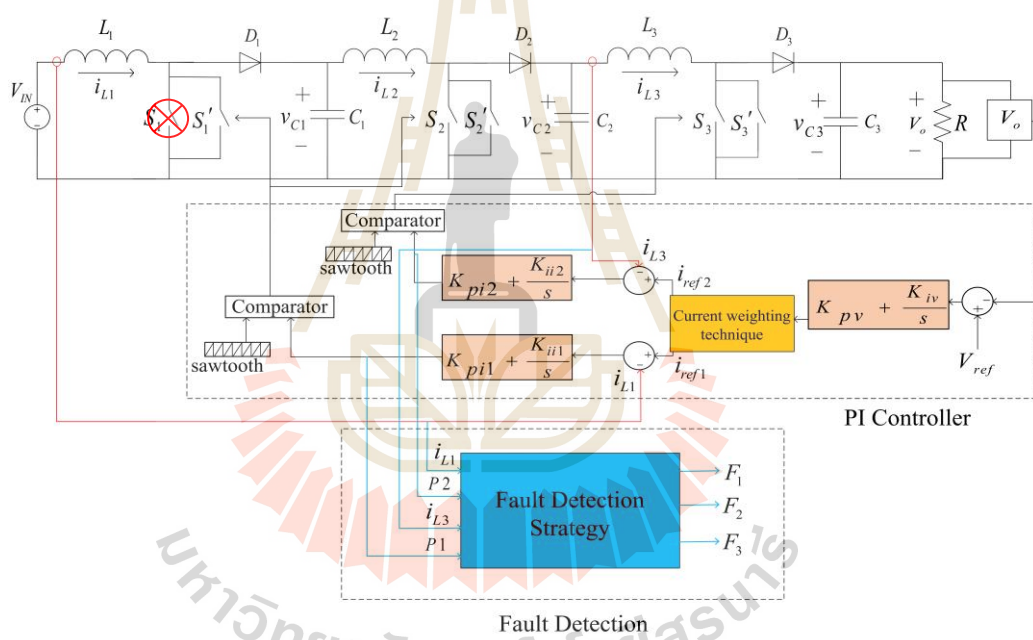 L1 D1 L2 D2 L3 D3
VIN iL1 iL2 iL3
S1 S1' vC1 + − C1 S2 S2' vC2 + − C2 S3 S3' vC3 + − C3 + Vo − R Vo
Comparator
sawtooth
Kpi2 + Kii2/s
iL3
iref2
Current weighting
technique
Kpv + Kiv/s
Comparator
sawtooth
Kpi1 + Kii1/s
iL1
iref1
Vref
PI Controller
iL1
P2
iL3
P1
Fault Detection
Strategy
F1
F2
F3
Fault Detection